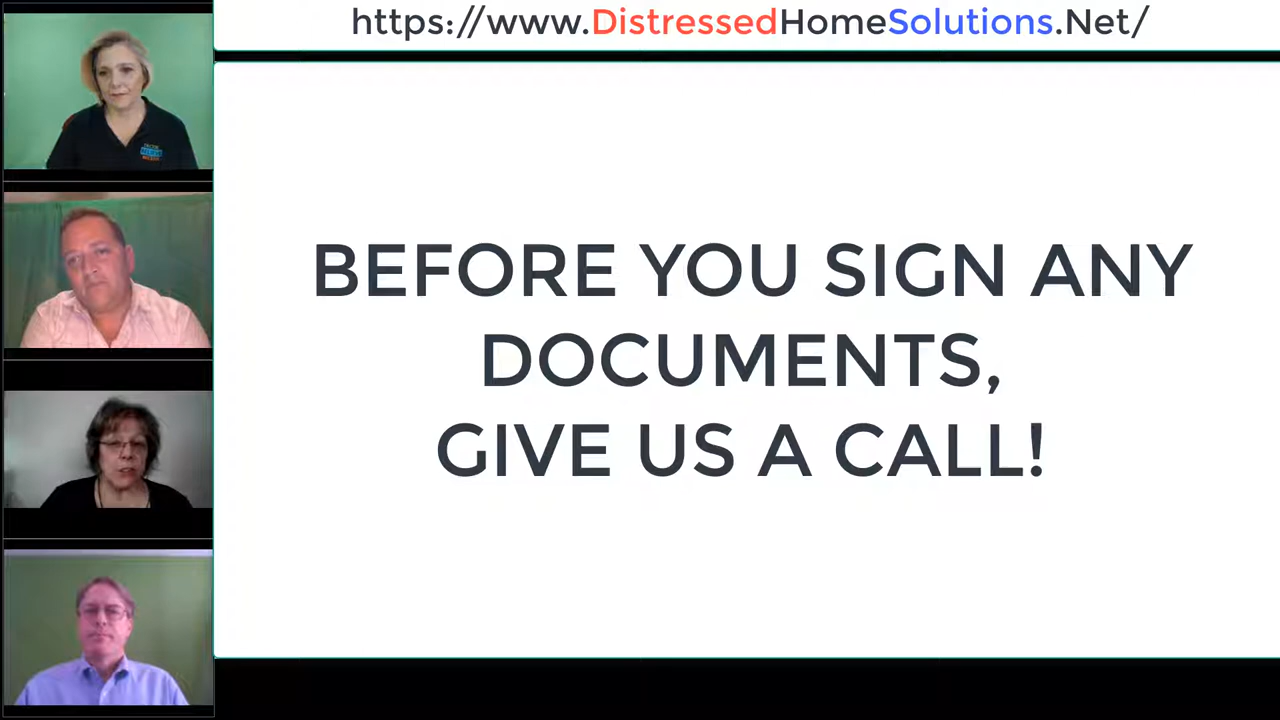 https://www.DistressedHomeSolutions.Net/
BEFORE YOU SIGN ANY
DOCUMENTS,
GIVE US A CALL!